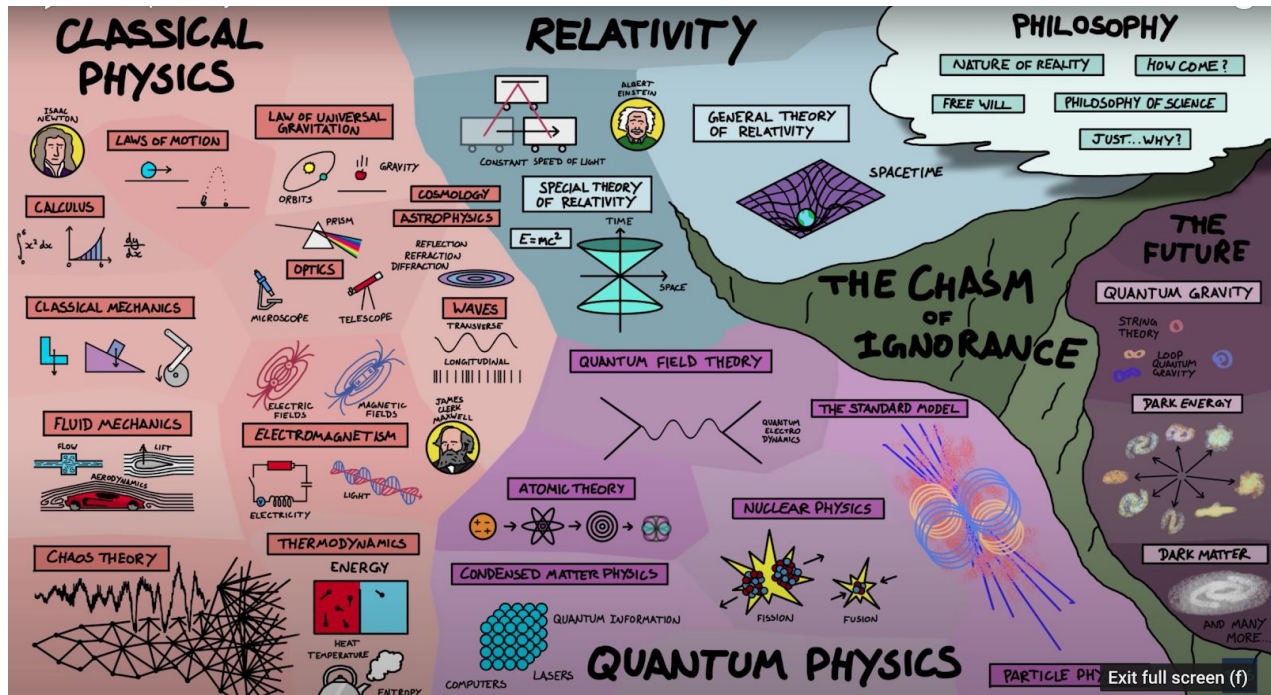 CLASSICAL
PHYSICS
ISAAC
NEWTON
LAWS OF MOTION
LAW OF UNIVERSAL
GRAVITATION
ORBITS
GRAVITY
CALCULUS
∫₀⁶ x² dx
0 6
dy/dx
PRISM
OPTICS
MICROSCOPE
TELESCOPE
COSMOLOGY
ASTROPHYSICS
REFLECTION
REFRACTION
DIFFRACTION
WAVES
TRANSVERSE
LONGITUDINAL
CLASSICAL MECHANICS
ELECTRIC
FIELDS
MAGNETIC
FIELDS
JAMES
CLERK
MAXWELL
FLUID MECHANICS
FLOW
LIFT
AERODYNAMICS
ELECTROMAGNETISM
V
ELECTRICITY
LIGHT
CHAOS THEORY
THERMODYNAMICS
ENERGY
HEAT
TEMPERATURE
ENTROPY
RELATIVITY
CONSTANT SPEED OF LIGHT
ALBERT
EINSTEIN
GENERAL THEORY
OF RELATIVITY
SPACETIME
SPECIAL THEORY
OF RELATIVITY
E=mc²
TIME
SPACE
PHILOSOPHY
NATURE OF REALITY
HOW COME?
FREE WILL
PHILOSOPHY OF SCIENCE
JUST...WHY?
THE CHASM
OF
IGNORANCE
THE
FUTURE
QUANTUM GRAVITY
STRING
THEORY
LOOP
QUANTUM
GRAVITY
DARK ENERGY
DARK MATTER
AND MANY
MORE...
QUANTUM FIELD THEORY
QUANTUM
ELECTRO
DYNAMICS
THE STANDARD MODEL
ATOMIC THEORY
NUCLEAR PHYSICS
FISSION
FUSION
CONDENSED MATTER PHYSICS
QUANTUM INFORMATION
LASERS
COMPUTERS
QUANTUM PHYSICS
PARTICLE PHY
Exit full screen (f)